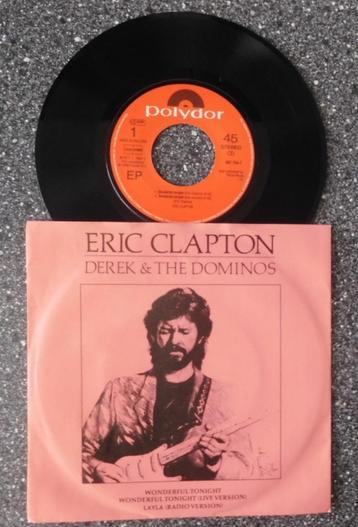 polydor
1
45
STEREO
EP
ERIC CLAPTON
DEREK & THE DOMINOS
WONDERFUL TONIGHT
WONDERFUL TONIGHT (LIVE VERSION)
LAYLA (RADIO VERSION)